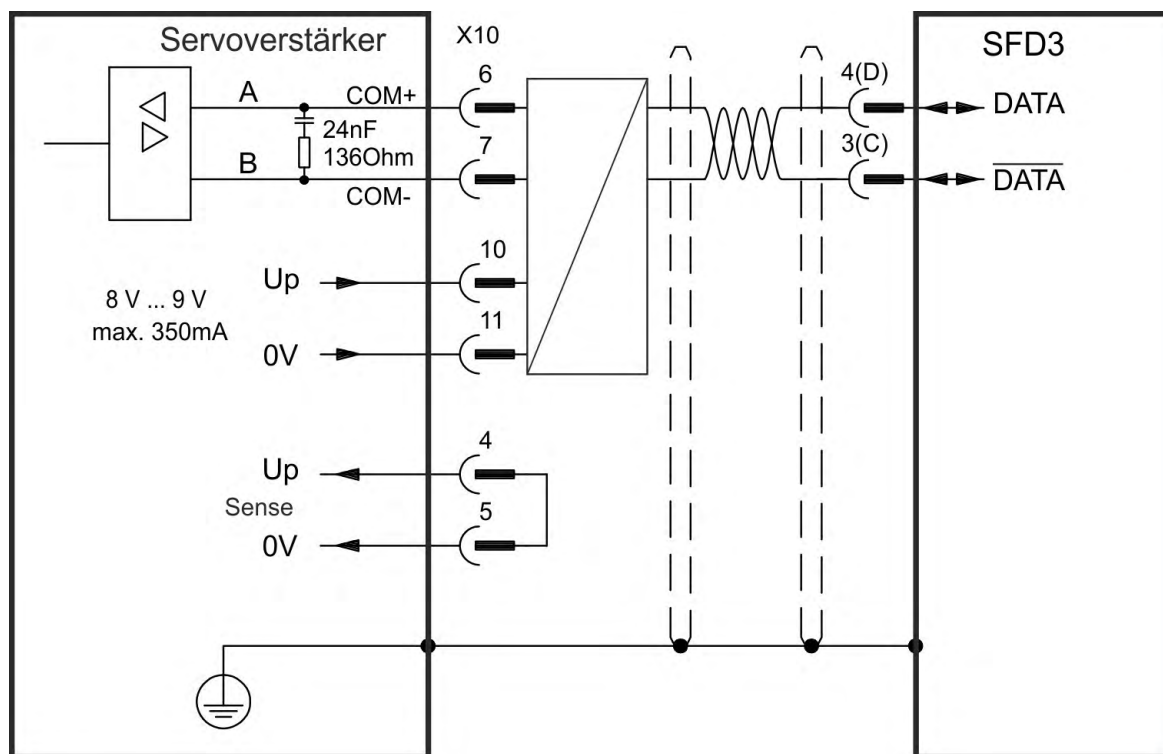 Servoverstärker
X10
SFD3
6
4(D)
A
COM+
DATA
24nF
136Ohm
7
3(C)
B
COM-
DATA
10
Up
8 V ... 9 V
max. 350mA
11
0V
4
Up
Sense
5
0V